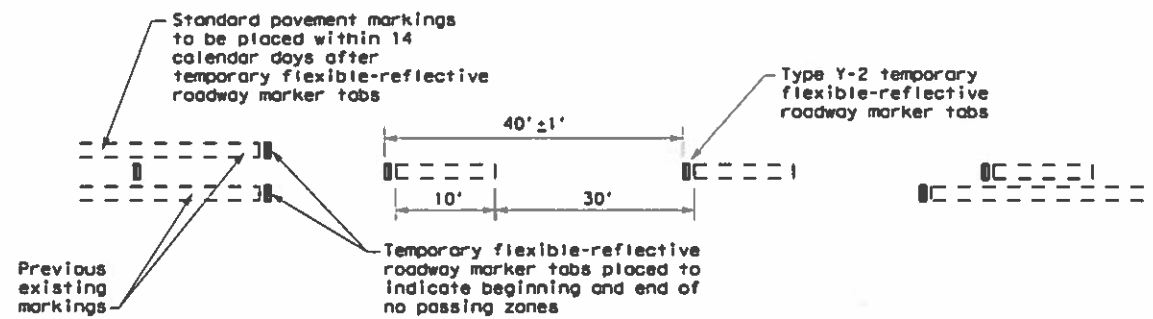 Standard pavement markings
to be placed within 14
calendar days after
temporary flexible-reflective
roadway marker tabs
Type Y-2 temporary
flexible-reflective
roadway marker tabs
40'±1'
10'
30'
Previous
existing
markings
Temporary flexible-reflective
roadway marker tabs placed to
indicate beginning and end of
no passing zones